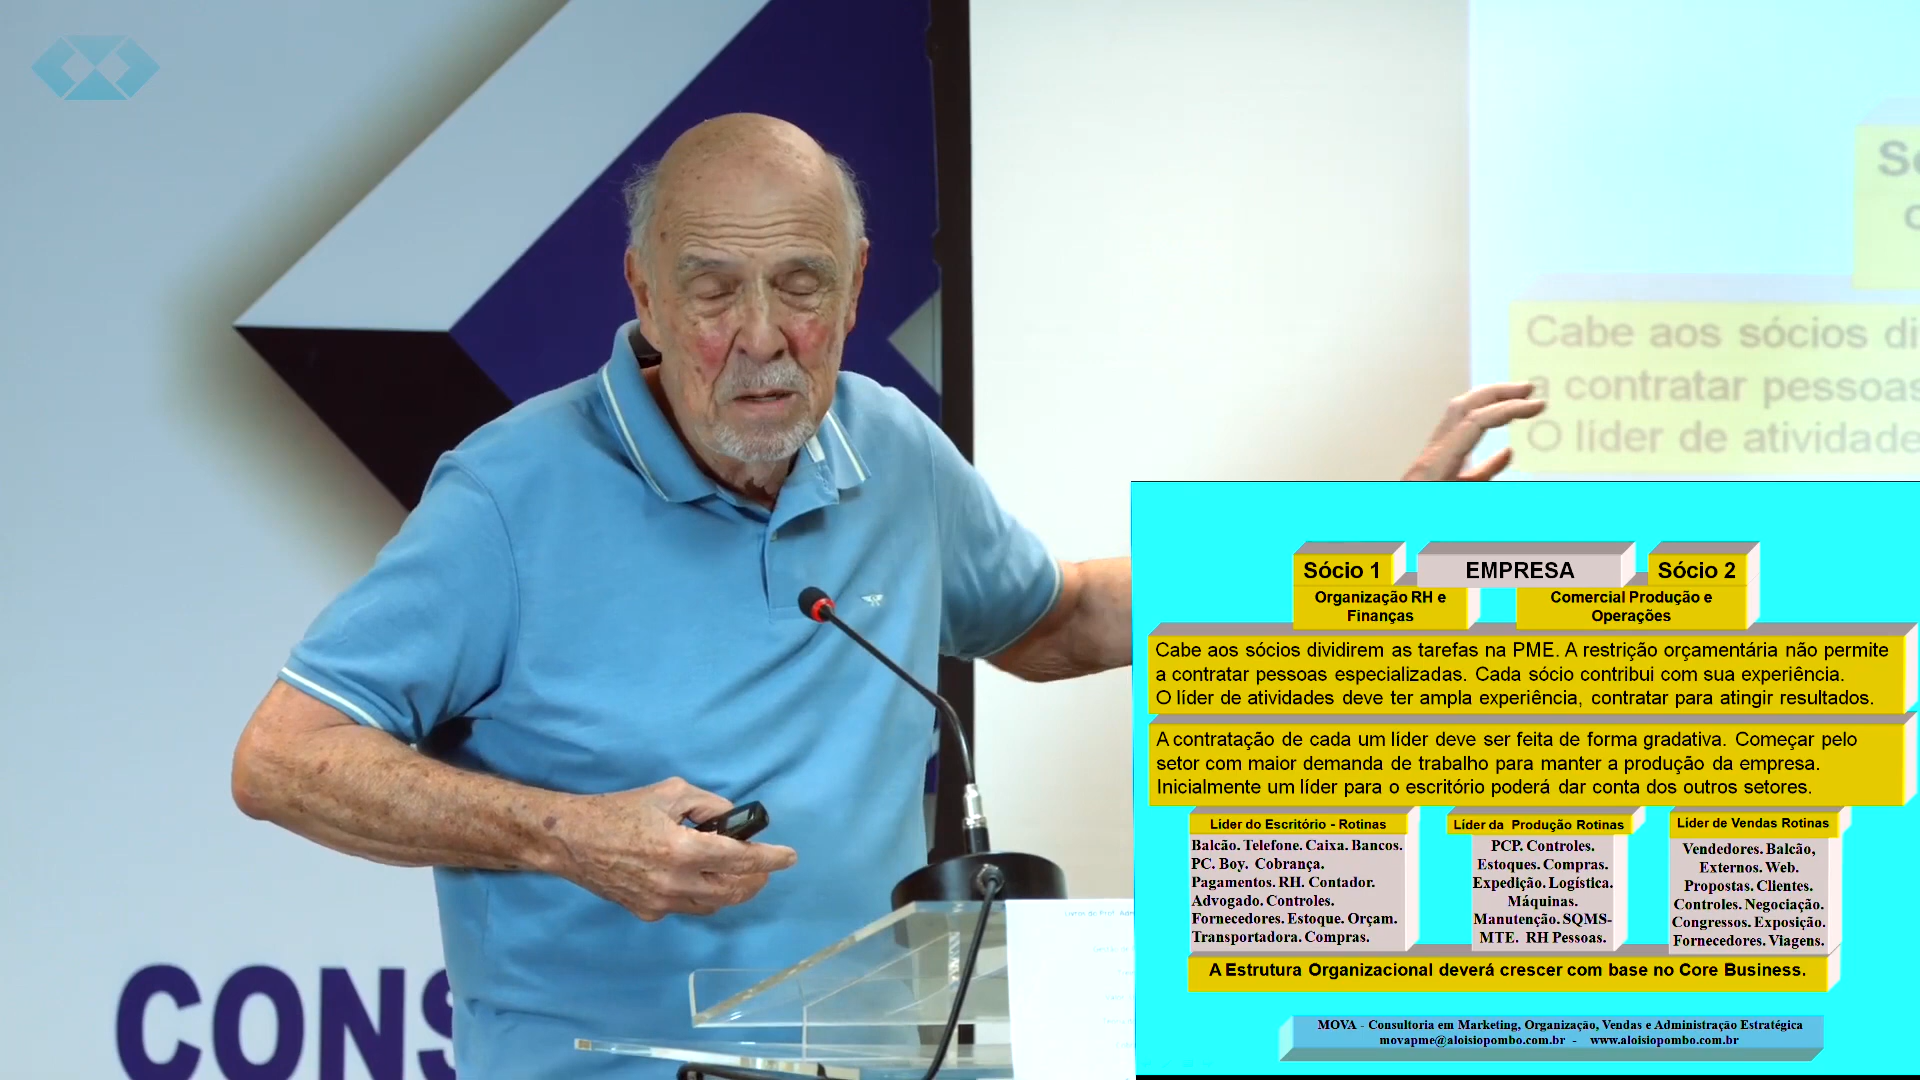 Cabe aos sócios
a contratar pessoas
O líder de atividade
CONS
Sócio 1
EMPRESA
Sócio 2
Organização RH e
Finanças
Comercial Produção e
Operações
Cabe aos sócios dividirem as tarefas na PME. A restrição orçamentária não permite
a contratar pessoas especializadas. Cada sócio contribui com sua experiência.
O líder de atividades deve ter ampla experiência, contratar para atingir resultados.
A contratação de cada um líder deve ser feita de forma gradativa. Começar pelo
setor com maior demanda de trabalho para manter a produção da empresa.
Inicialmente um líder para o escritório poderá dar conta dos outros setores.
Líder do Escritório - Rotinas
Balcão. Telefone. Caixa. Bancos.
PC. Boy. Cobrança.
Pagamentos. RH. Contador.
Advogado. Controles.
Fornecedores. Estoque. Orçam.
Transportadora. Compras.
Líder da Produção Rotinas
PCP. Controles.
Estoques. Compras.
Expedição. Logística.
Máquinas.
Manutenção. SQMS-
MTE. RH Pessoas.
Líder de Vendas Rotinas
Vendedores. Balcão,
Externos. Web.
Propostas. Clientes.
Controles. Negociação.
Congressos. Exposição.
Fornecedores. Viagens.
A Estrutura Organizacional deverá crescer com base no Core Business.
MOVA - Consultoria em Marketing, Organização, Vendas e Administração Estratégica
movapme@aloisiopombo.com.br - www.aloisiopombo.com.br